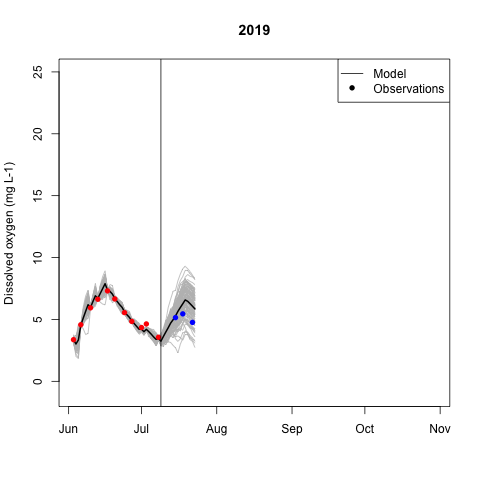 2019
Model
Observations
Dissolved oxygen (mg L-1)
25
20
15
10
5
0
Jun Jul Aug Sep Oct Nov